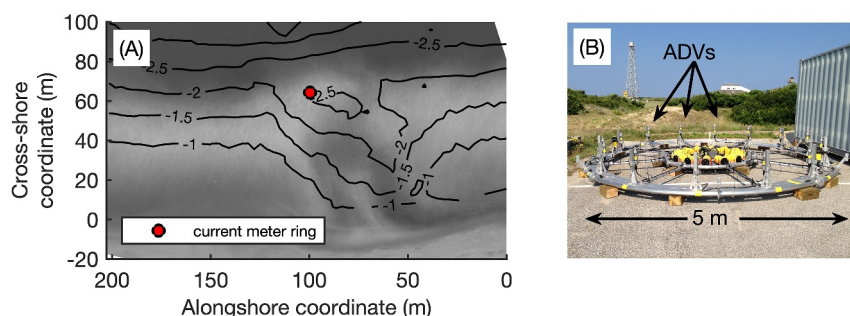 (A)
100
80
60
40
20
0
-20
Cross-shore
coordinate (m)
-2.5
2.5
-2
2.5
-1.5
-1
-2
-1.5
-1
-1
current meter ring
200
150
100
50
0
Alongshore coordinate (m)
(B)
ADVs
5 m